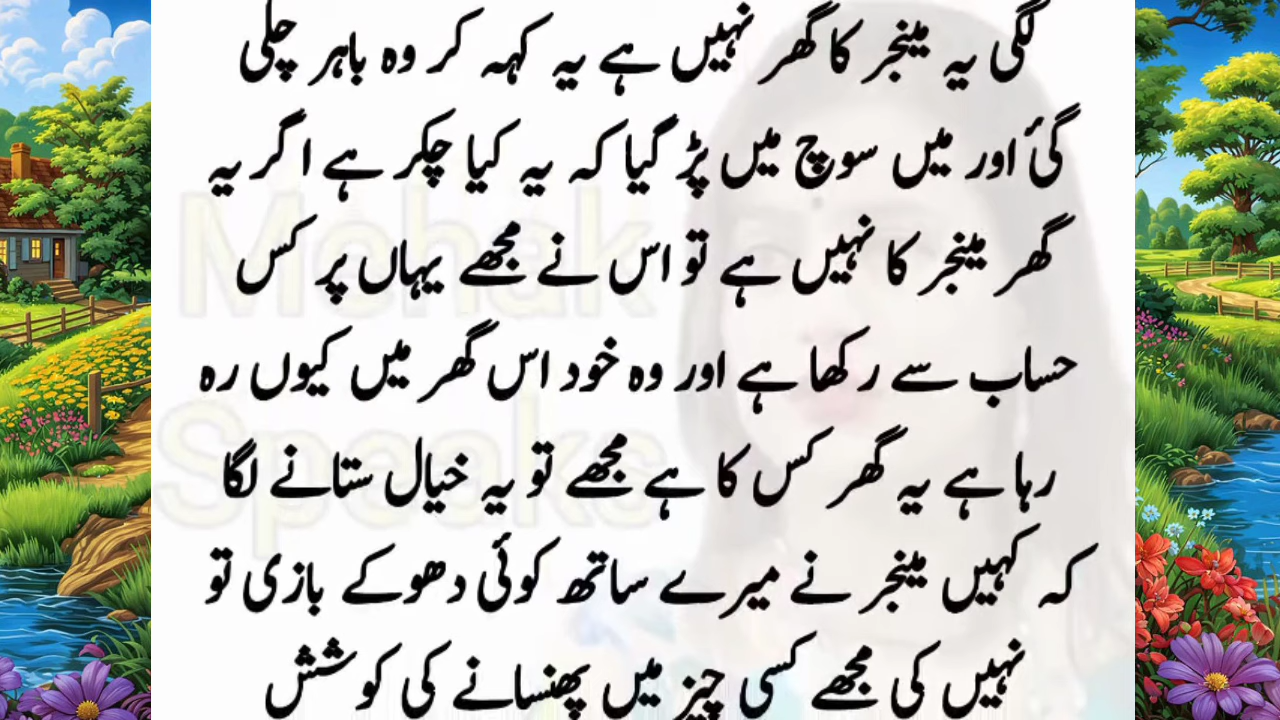 لگی یہ مینجر کا گھر نہیں ہے یہ کہہ کر وہ باہر چلی
گئ اور میں سوچ میں پڑ گیا کہ یہ کیا چکر ہے اگر یہ
گھر مینجر کا نہیں ہے تو اس نے مجھے یہاں پر کس
حساب سے رکھا ہے اور وہ خود اس گھر میں کیوں رہ
رہا ہے یہ گھر کس کا ہے مجھے تو یہ خیال ستانے لگا
کہ کہیں مینجر نے میرے ساتھ کوئی دھوکے بازی تو
نہیں کی مجھے کسی چیز میں پھنسانے کی کوشش
Mehak
Speaks